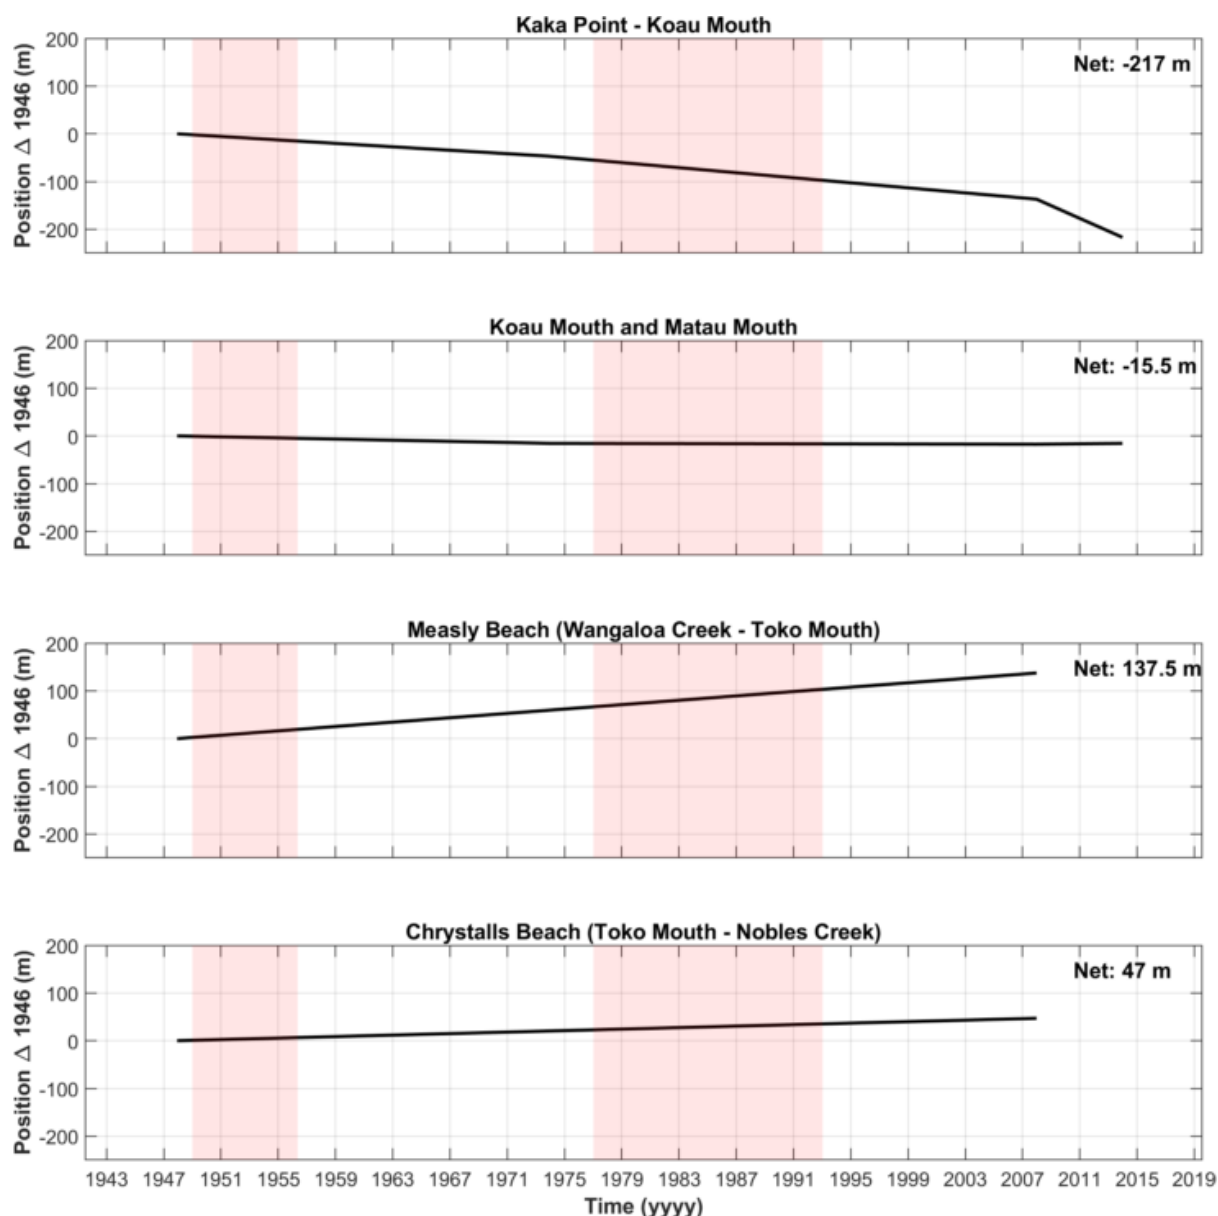 Kaka Point - Koau Mouth
Position Δ 1946 (m)
200
100
0
-100
-200
Net: -217 m
Koau Mouth and Matau Mouth
Position Δ 1946 (m)
200
100
0
-100
-200
Net: -15.5 m
Measly Beach (Wangaloa Creek - Toko Mouth)
Position Δ 1946 (m)
200
100
0
-100
-200
Net: 137.5 m
Chrystalls Beach (Toko Mouth - Nobles Creek)
Position Δ 1946 (m)
200
100
0
-100
-200
Net: 47 m
1943 1947 1951 1955 1959 1963 1967 1971 1975 1979 1983 1987 1991 1995 1999 2003 2007 2011 2015 2019
Time (yyyy)